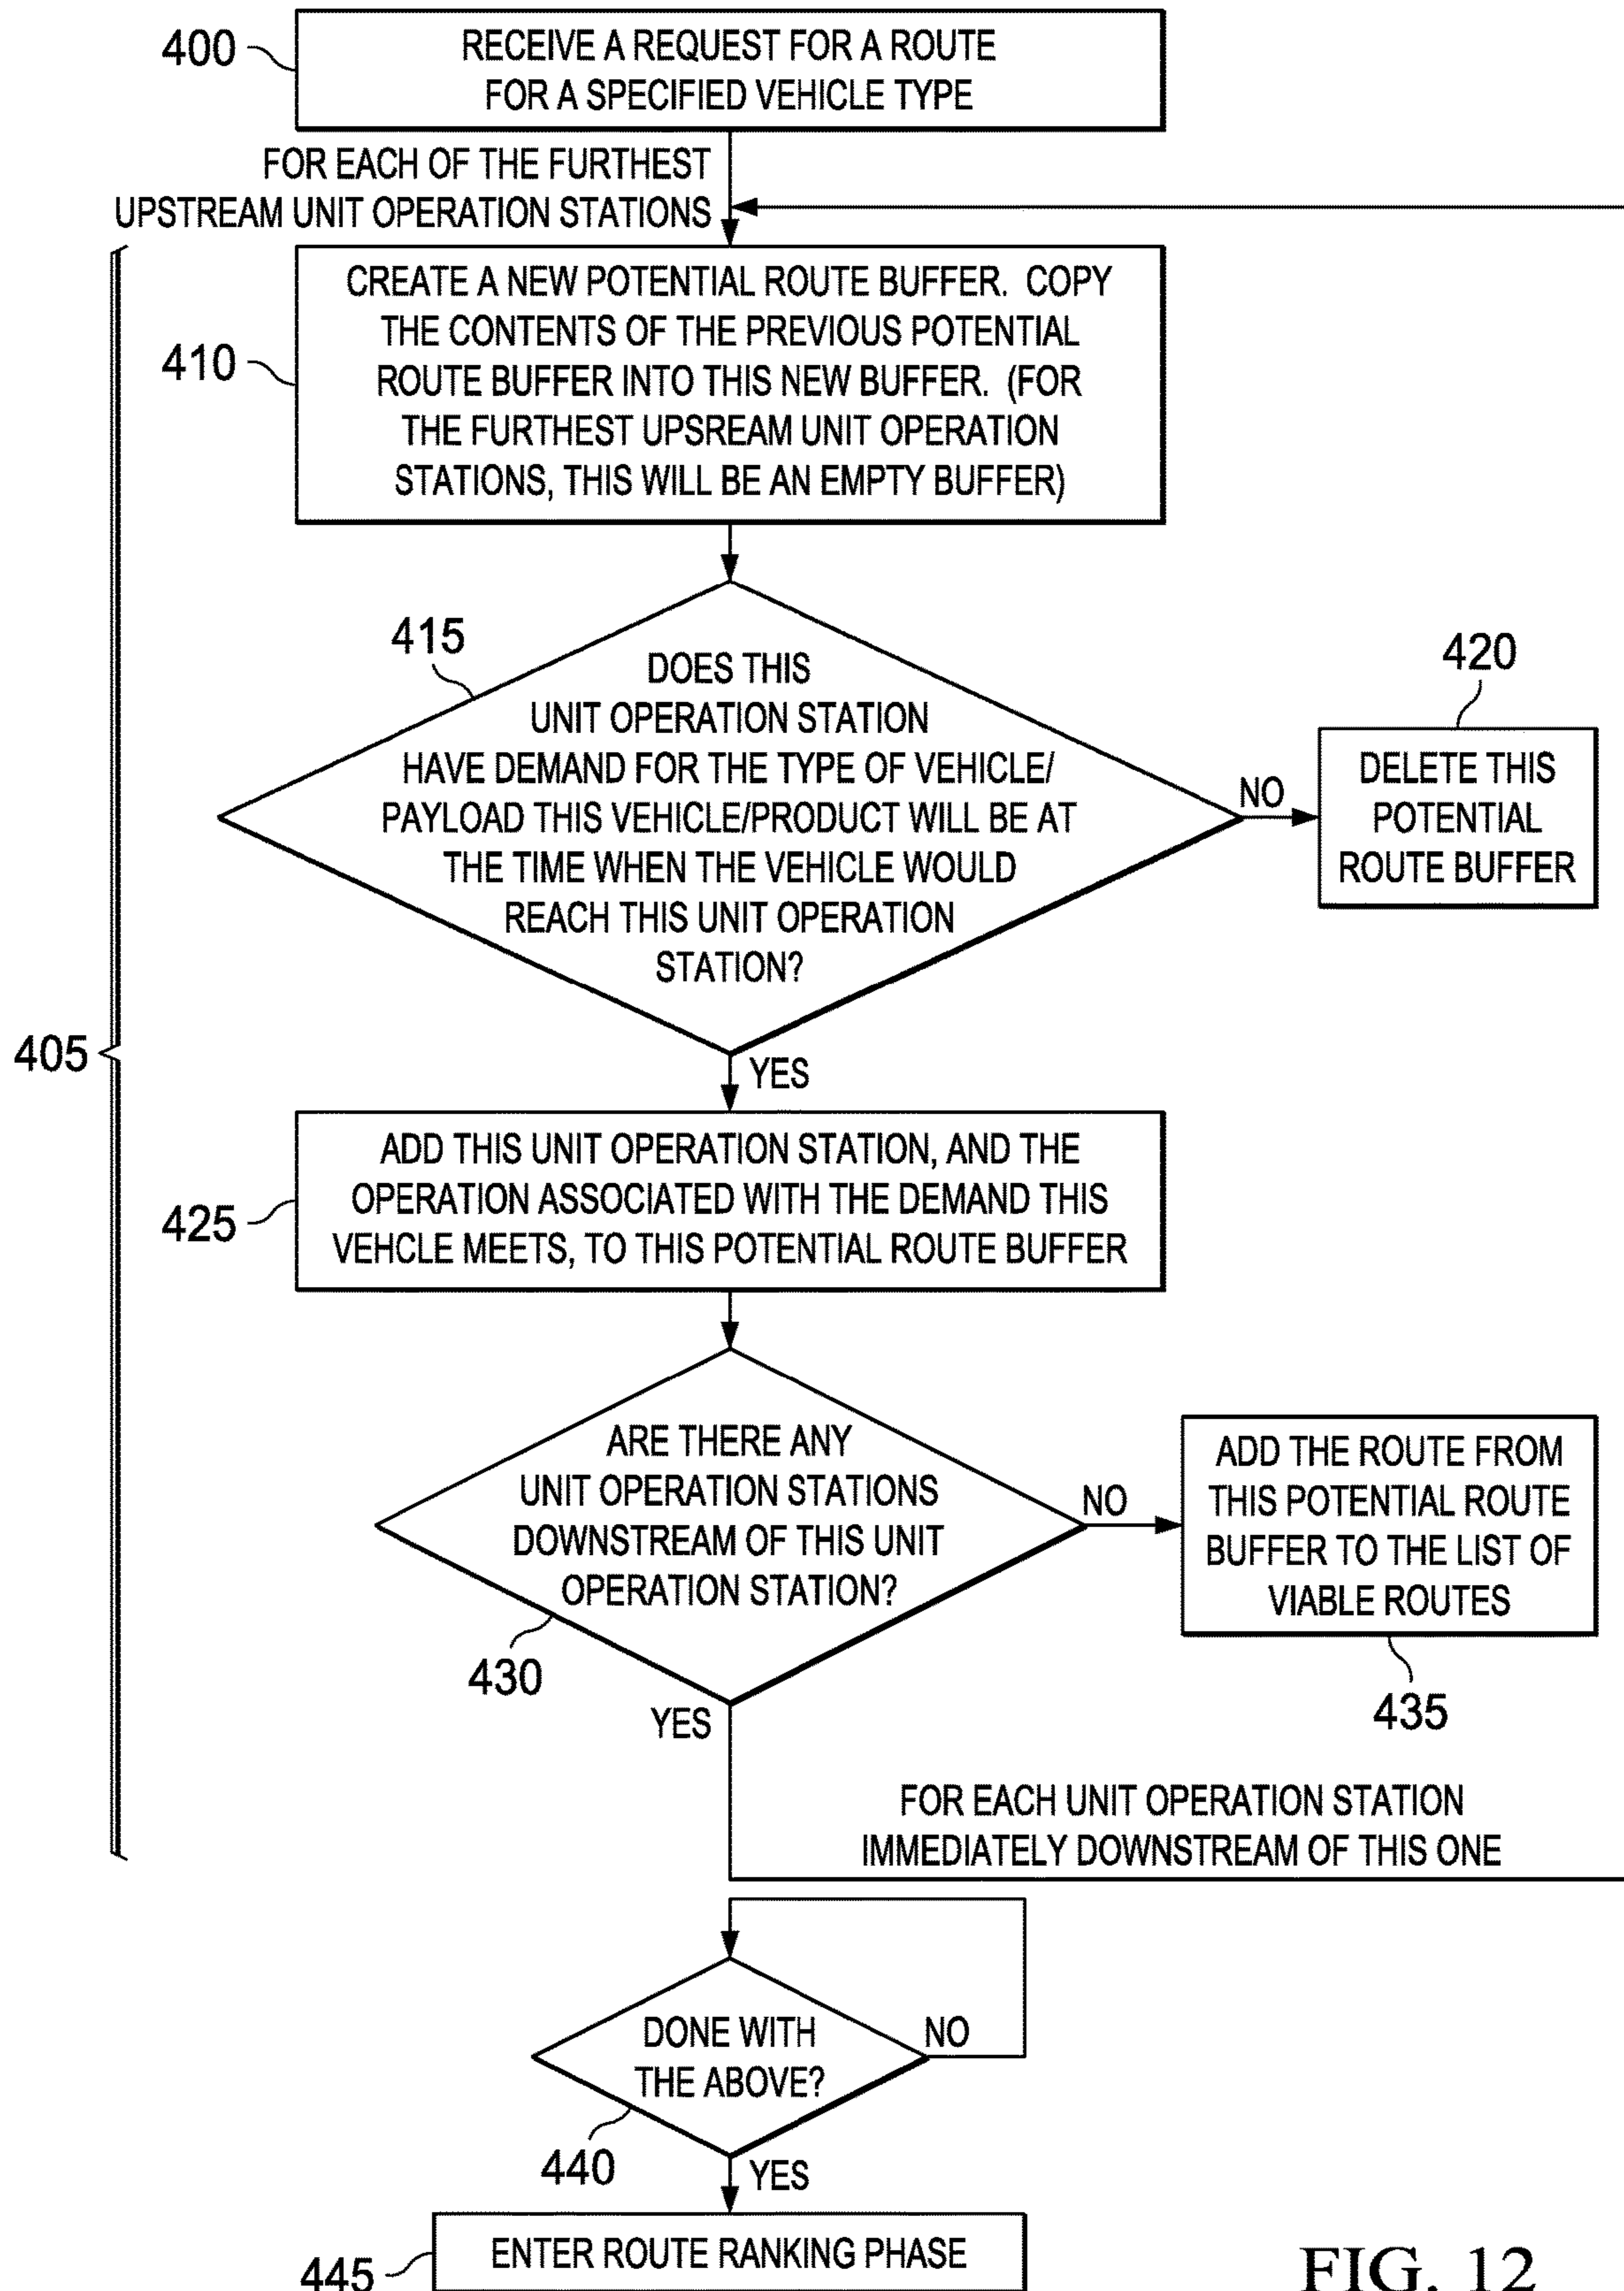 400
RECEIVE A REQUEST FOR A ROUTE
FOR A SPECIFIED VEHICLE TYPE
FOR EACH OF THE FURTHEST
UPSTREAM UNIT OPERATION STATIONS
405
410
CREATE A NEW POTENTIAL ROUTE BUFFER. COPY
THE CONTENTS OF THE PREVIOUS POTENTIAL
ROUTE BUFFER INTO THIS NEW BUFFER. (FOR
THE FURTHEST UPSREAM UNIT OPERATION
STATIONS, THIS WILL BE AN EMPTY BUFFER)
415
DOES THIS
UNIT OPERATION STATION
HAVE DEMAND FOR THE TYPE OF VEHICLE/
PAYLOAD THIS VEHICLE/PRODUCT WILL BE AT
THE TIME WHEN THE VEHICLE WOULD
REACH THIS UNIT OPERATION
STATION?
NO
420
DELETE THIS
POTENTIAL
ROUTE BUFFER
YES
425
ADD THIS UNIT OPERATION STATION, AND THE
OPERATION ASSOCIATED WITH THE DEMAND THIS
VEHCLE MEETS, TO THIS POTENTIAL ROUTE BUFFER
ARE THERE ANY
UNIT OPERATION STATIONS
DOWNSTREAM OF THIS UNIT
OPERATION STATION?
430
NO
ADD THE ROUTE FROM
THIS POTENTIAL ROUTE
BUFFER TO THE LIST OF
VIABLE ROUTES
435
YES
FOR EACH UNIT OPERATION STATION
IMMEDIATELY DOWNSTREAM OF THIS ONE
DONE WITH
THE ABOVE?
NO
440
YES
445
ENTER ROUTE RANKING PHASE
FIG. 12